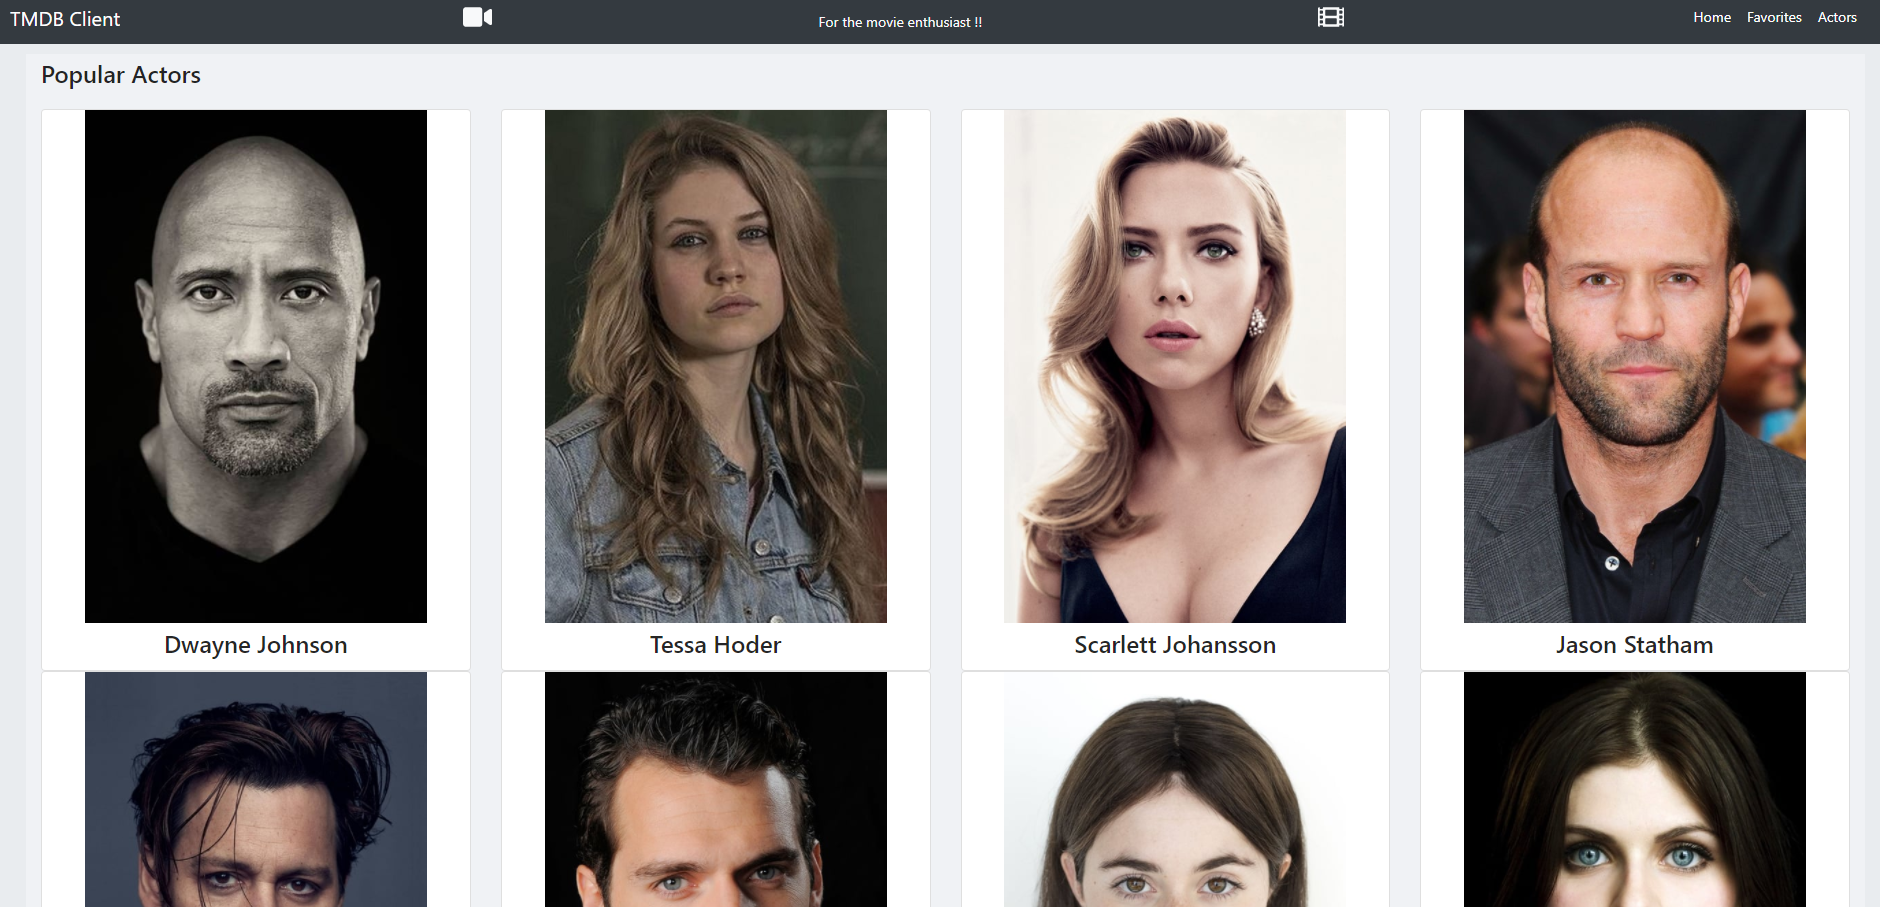 TMDB Client
For the movie enthusiast !!
Home Favorites Actors
Popular Actors
Dwayne Johnson
Tessa Hoder
Scarlett Johansson
Jason Statham